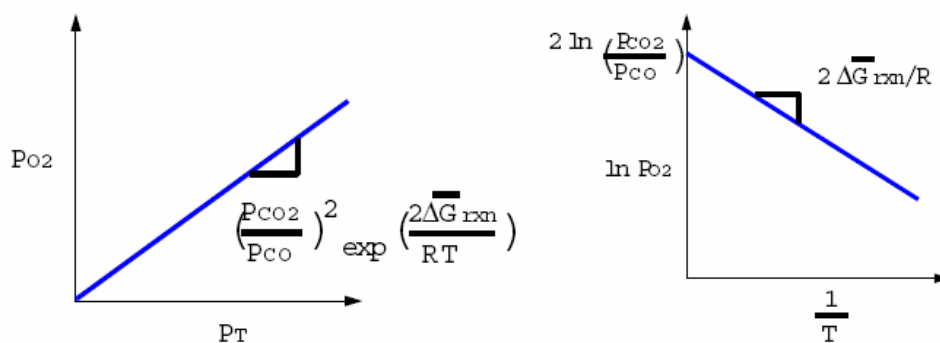 PO2
(PCO2/PCO)^2 exp (2ΔG̅rxn/RT)
PT
2 ln (PCO2/PCO)
2 ΔG̅rxn/R
ln PO2
1/T